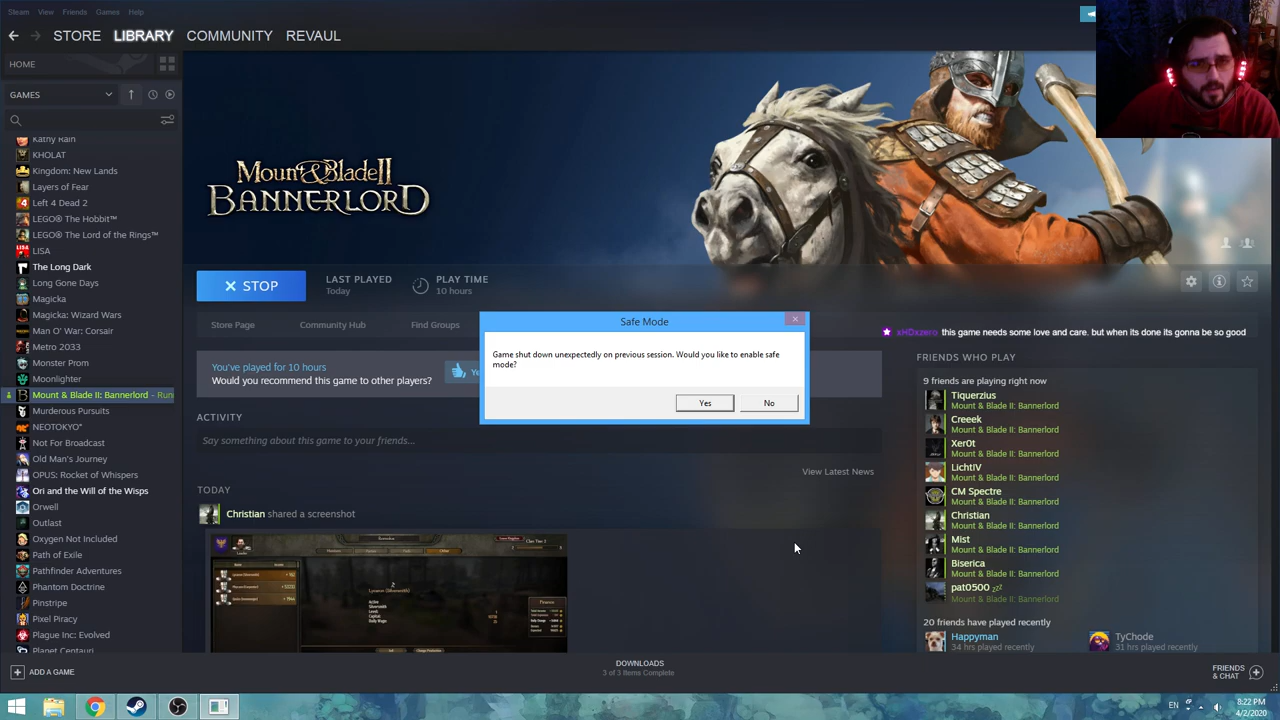 Steam View Friends Games Help
STORE LIBRARY COMMUNITY REVAUL
HOME
GAMES
Kathy Rain
KHOLAT
Kingdom: New Lands
Layers of Fear
Left 4 Dead 2
LEGO® The Hobbit™
LEGO® The Lord of the Rings™
LISA
The Long Dark
Long Gone Days
Magicka
Magicka: Wizard Wars
Man O' War: Corsair
Metro 2033
Monster Prom
Moonlighter
Mount & Blade II: Bannerlord - Run
Murderous Pursuits
NEOTOKYO°
Not For Broadcast
Old Man's Journey
OPUS: Rocket of Whispers
Ori and the Will of the Wisps
Orwell
Outlast
Oxygen Not Included
Path of Exile
Pathfinder Adventures
Phantom Doctrine
Pinstripe
Pixel Piracy
Plague Inc: Evolved
Planet Centauri
ADD A GAME
MOUNT & BLADE II
BANNERLORD
STOP
LAST PLAYED
Today
PLAY TIME
10 hours
Store Page Community Hub Find Groups
You've played for 10 hours
Would you recommend this game to other players?
Ye
Safe Mode
Game shut down unexpectedly on previous session. Would you like to enable safe
mode?
Yes No
ACTIVITY
Say something about this game to your friends...
View Latest News
TODAY
Christian shared a screenshot
xHDxzero this game needs some love and care. but when its done its gonna be so good
FRIENDS WHO PLAY
9 friends are playing right now
Tiquerzius
Mount & Blade II: Bannerlord
Creeek
Mount & Blade II: Bannerlord
Xer0t
Mount & Blade II: Bannerlord
LichtIV
Mount & Blade II: Bannerlord
CM Spectre
Mount & Blade II: Bannerlord
Christian
Mount & Blade II: Bannerlord
Mist
Mount & Blade II: Bannerlord
Biserica
Mount & Blade II: Bannerlord
pat0500 zzz
Mount & Blade II: Bannerlord
20 friends have played recently
Happyman
34 hrs played recently
TyChode
31 hrs played recently
DOWNLOADS
3 of 3 Items Complete
FRIENDS
& CHAT
EN
8:22 PM
4/2/2020